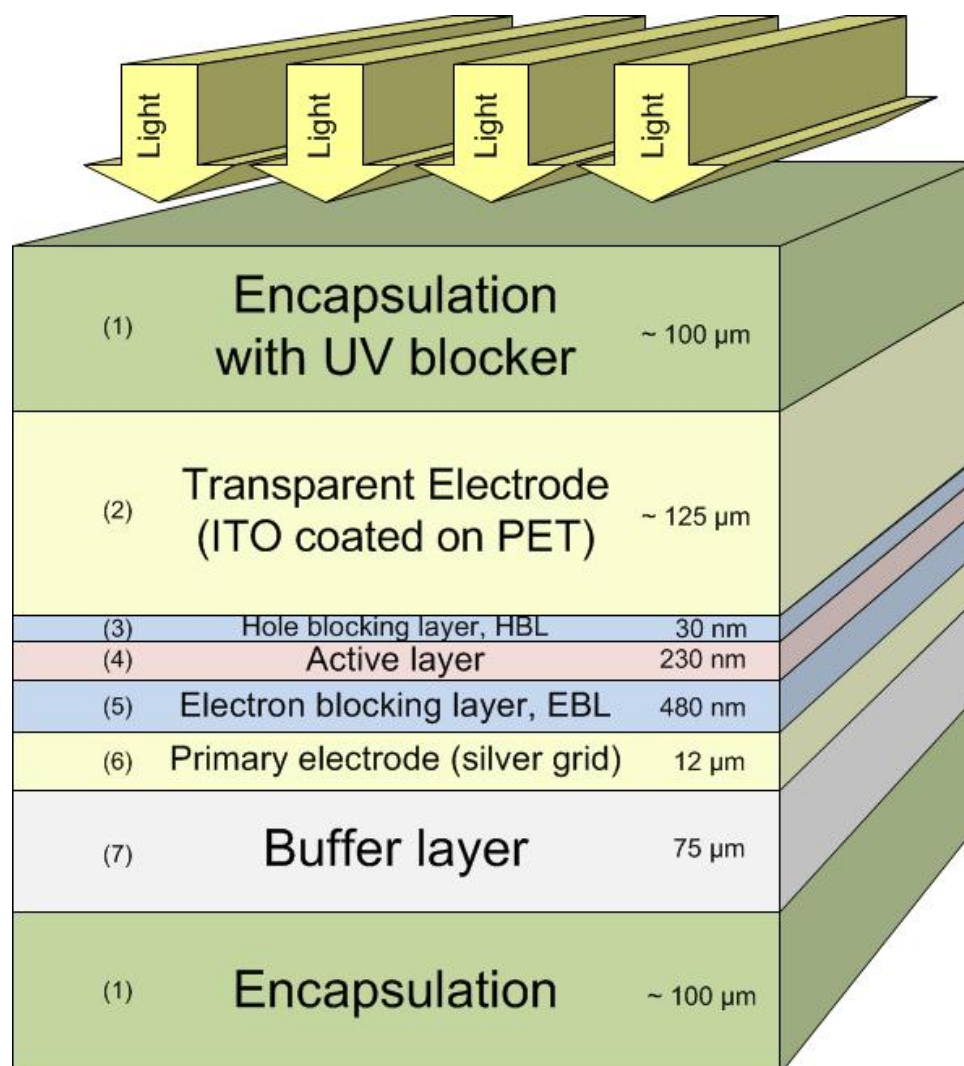 Light Light Light Light
(1) Encapsulation with UV blocker ~ 100 µm
(2) Transparent Electrode (ITO coated on PET) ~ 125 µm
(3) Hole blocking layer, HBL 30 nm
(4) Active layer 230 nm
(5) Electron blocking layer, EBL 480 nm
(6) Primary electrode (silver grid) 12 µm
(7) Buffer layer 75 µm
(1) Encapsulation ~ 100 µm